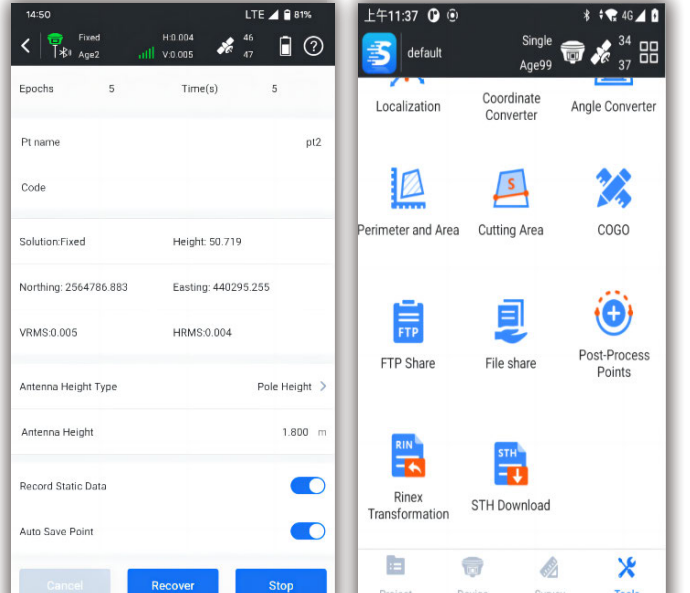 14:50
LTE
81%
Fixed
Age2
H:0.004
V:0.005
46
47
Epochs 5 Time(s) 5
Pt name pt2
Code
Solution:Fixed Height: 50.719
Northing: 2564786.883 Easting: 440295.255
VRMS:0.005 HRMS:0.004
Antenna Height Type Pole Height
Antenna Height 1.800 m
Record Static Data
Auto Save Point
Cancel Recover Stop
上午11:37
4G
default
Single
Age99
34
37
Localization
Coordinate
Converter
Angle Converter
Perimeter and Area
Cutting Area
S
COGO
FTP
FTP Share
File share
Post-Process
Points
RIN
Rinex
Transformation
STH
STH Download
Project Device Survey Tools